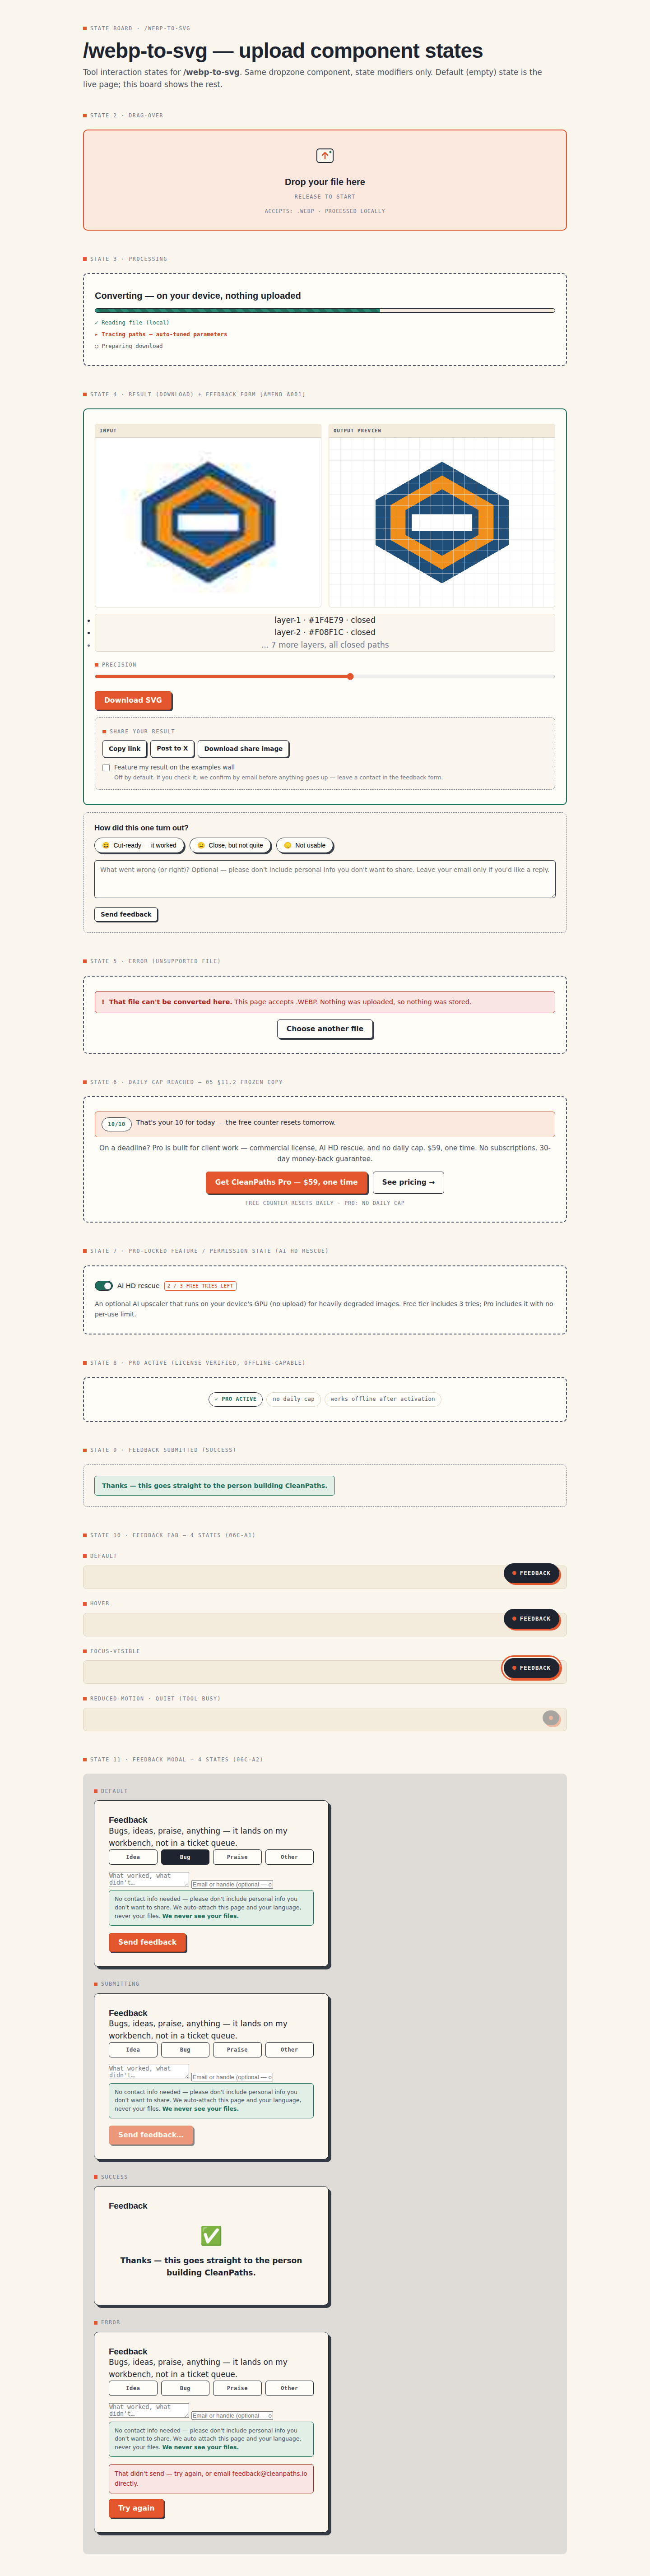 STATE BOARD · /WEBP-TO-SVG
/webp-to-svg — upload component states
Tool interaction states for /webp-to-svg. Same dropzone component, state modifiers only. Default (empty) state is the
live page; this board shows the rest.
STATE 2 · DRAG-OVER
Drop your file here
RELEASE TO START
ACCEPTS: .WEBP · PROCESSED LOCALLY
STATE 3 · PROCESSING
Converting — on your device, nothing uploaded
✓ Reading file (local)
▸ Tracing paths — auto-tuned parameters
○ Preparing download
STATE 4 · RESULT (DOWNLOAD) + FEEDBACK FORM [AMEND A001]
INPUT
OUTPUT PREVIEW
layer-1 · #1F4E79 · closed
layer-2 · #F08F1C · closed
… 7 more layers, all closed paths
PRECISION
Download SVG
SHARE YOUR RESULT
Copy link
Post to X
Download share image
Feature my result on the examples wall
Off by default. If you check it, we confirm by email before anything goes up — leave a contact in the feedback form.
How did this one turn out?
😀 Cut-ready — it worked
😐 Close, but not quite
😞 Not usable
What went wrong (or right)? Optional — please don't include personal info you don't want to share. Leave your email only if you'd like a reply.
Send feedback
STATE 5 · ERROR (UNSUPPORTED FILE)
! That file can't be converted here. This page accepts .WEBP. Nothing was uploaded, so nothing was stored.
Choose another file
STATE 6 · DAILY CAP REACHED — 05 §11.2 FROZEN COPY
10/10 That's your 10 for today — the free counter resets tomorrow.
On a deadline? Pro is built for client work — commercial license, AI HD rescue, and no daily cap. $59, one time. No subscriptions. 30-
day money-back guarantee.
Get CleanPaths Pro — $59, one time
See pricing →
FREE COUNTER RESETS DAILY · PRO: NO DAILY CAP
STATE 7 · PRO-LOCKED FEATURE / PERMISSION STATE (AI HD RESCUE)
AI HD rescue 2 / 3 FREE TRIES LEFT
An optional AI upscaler that runs on your device's GPU (no upload) for heavily degraded images. Free tier includes 3 tries; Pro includes it with no
per-use limit.
STATE 8 · PRO ACTIVE (LICENSE VERIFIED, OFFLINE-CAPABLE)
✓ PRO ACTIVE
no daily cap
works offline after activation
STATE 9 · FEEDBACK SUBMITTED (SUCCESS)
Thanks — this goes straight to the person building CleanPaths.
STATE 10 · FEEDBACK FAB — 4 STATES (06C-A1)
DEFAULT
FEEDBACK
HOVER
FEEDBACK
FOCUS-VISIBLE
FEEDBACK
REDUCED-MOTION · QUIET (TOOL BUSY)
STATE 11 · FEEDBACK MODAL — 4 STATES (06C-A2)
DEFAULT
Feedback
Bugs, ideas, praise, anything — it lands on my
workbench, not in a ticket queue.
Idea
Bug
Praise
Other
What worked, what
didn't…
Email or handle (optional — o
No contact info needed — please don't include personal info you
don't want to share. We auto-attach this page and your language,
never your files. We never see your files.
Send feedback
SUBMITTING
Feedback
Bugs, ideas, praise, anything — it lands on my
workbench, not in a ticket queue.
Idea
Bug
Praise
Other
What worked, what
didn't…
Email or handle (optional — o
No contact info needed — please don't include personal info you
don't want to share. We auto-attach this page and your language,
never your files. We never see your files.
Send feedback…
SUCCESS
Feedback
Thanks — this goes straight to the person
building CleanPaths.
ERROR
Feedback
Bugs, ideas, praise, anything — it lands on my
workbench, not in a ticket queue.
Idea
Bug
Praise
Other
What worked, what
didn't…
Email or handle (optional — o
No contact info needed — please don't include personal info you
don't want to share. We auto-attach this page and your language,
never your files. We never see your files.
That didn't send — try again, or email feedback@cleanpaths.io
directly.
Try again